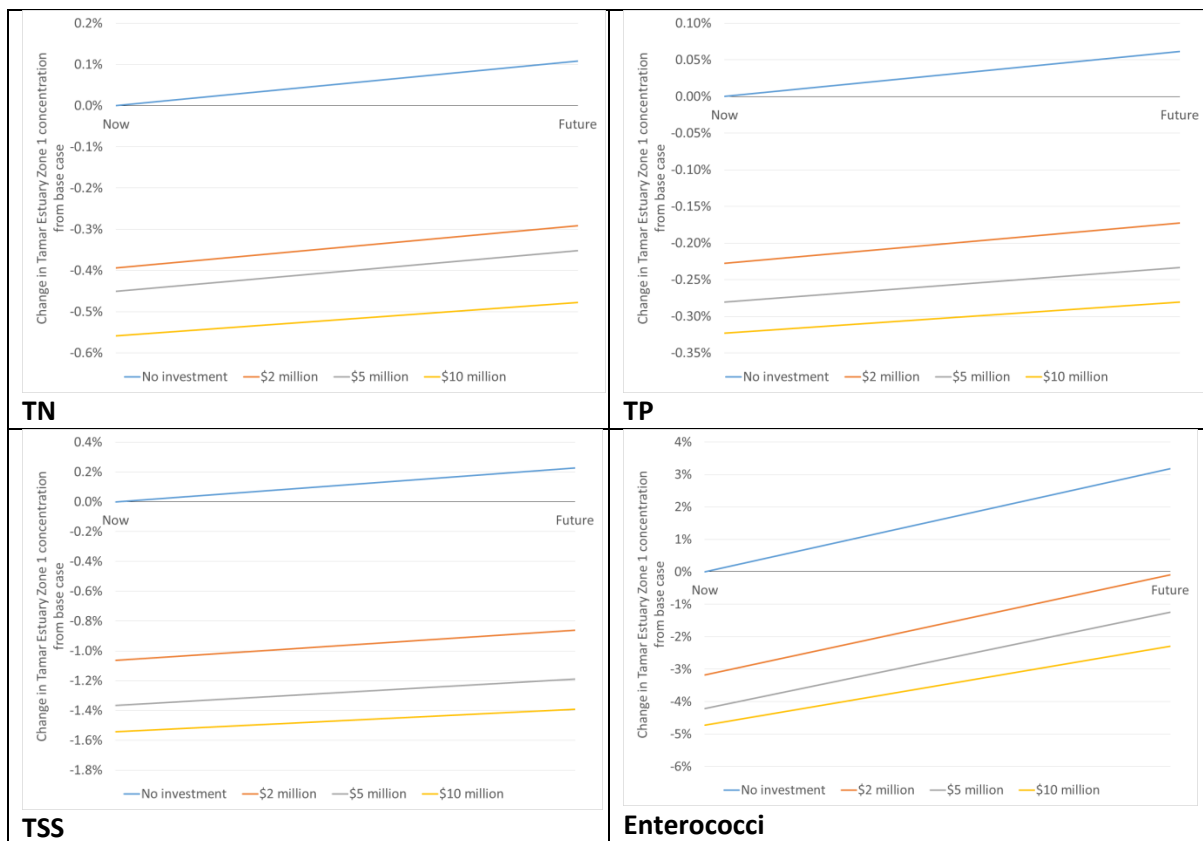 Change in Tamar Estuary Zone 1 concentration
from base case
0.2%
0.1%
0.0%
-0.1%
-0.2%
-0.3%
-0.4%
-0.5%
-0.6%
Now
Future
No investment
$2 million
$5 million
$10 million
TN
Change in Tamar Estuary Zone 1 concentration
from base case
0.10%
0.05%
0.00%
-0.05%
-0.10%
-0.15%
-0.20%
-0.25%
-0.30%
-0.35%
Now
Future
No investment
$2 million
$5 million
$10 million
TP
Change in Tamar Estuary Zone 1 concentration
from base case
0.4%
0.2%
0.0%
-0.2%
-0.4%
-0.6%
-0.8%
-1.0%
-1.2%
-1.4%
-1.6%
-1.8%
Now
Future
No investment
$2 million
$5 million
$10 million
TSS
Change in Tamar Estuary Zone 1 concentration
from base case
4%
3%
2%
1%
0%
-1%
-2%
-3%
-4%
-5%
-6%
Now
Future
No investment
$2 million
$5 million
$10 million
Enterococci